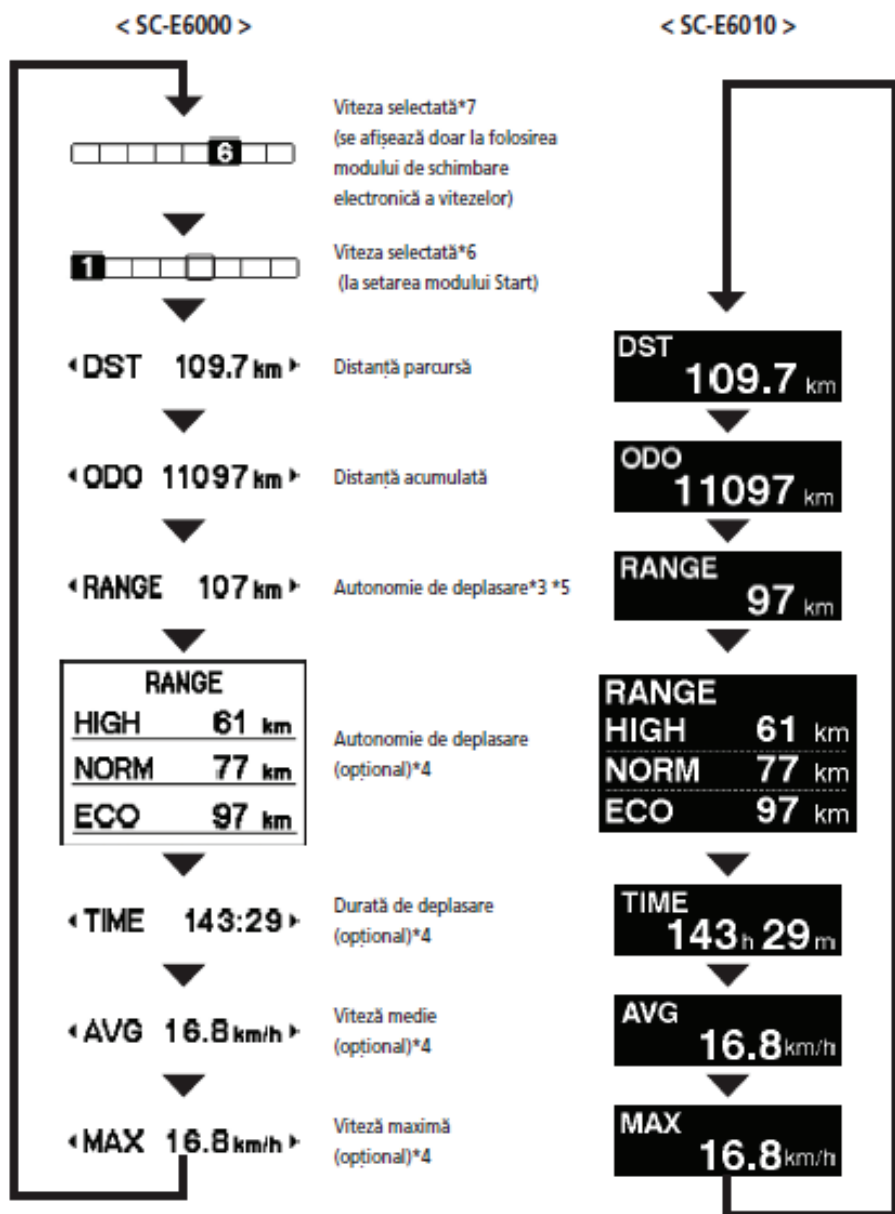 < SC-E6000 >
< SC-E6010 >
6
Viteza selectată*7
(se afișează doar la folosirea
modului de schimbare
electronică a vitezelor)
1
Viteza selectată*6
(la setarea modului Start)
DST 109.7 km
Distanță parcursă
DST
109.7 km
ODO 11097 km
Distanță acumulată
ODO
11097 km
RANGE 107 km
Autonomie de deplasare*3 *5
RANGE
97 km
RANGE
HIGH 61 km
NORM 77 km
ECO 97 km
Autonomie de deplasare
(opțional)*4
RANGE
HIGH 61 km
NORM 77 km
ECO 97 km
TIME 143:29
Durată de deplasare
(opțional)*4
TIME
143 h 29 m
AVG 16.8 km/h
Viteză medie
(opțional)*4
AVG
16.8 km/h
MAX 16.8 km/h
Viteză maximă
(opțional)*4
MAX
16.8 km/h